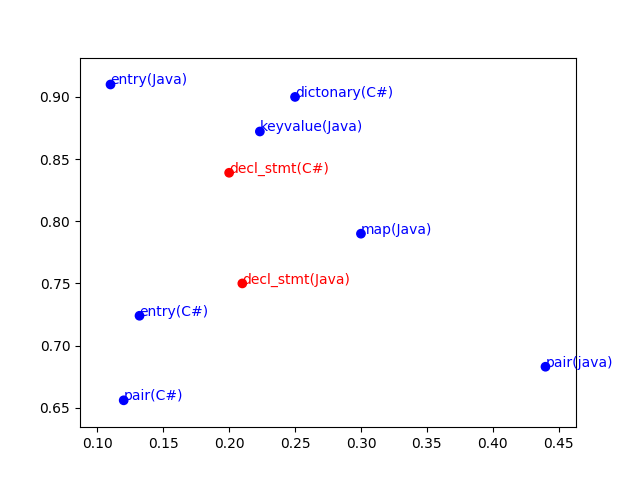 entry(Java)
dictonary(C#)
keyvalue(Java)
decl_stmt(C#)
map(Java)
decl_stmt(Java)
entry(C#)
pair(java)
pair(C#)
0.90
0.85
0.80
0.75
0.70
0.65
0.10 0.15 0.20 0.25 0.30 0.35 0.40 0.45